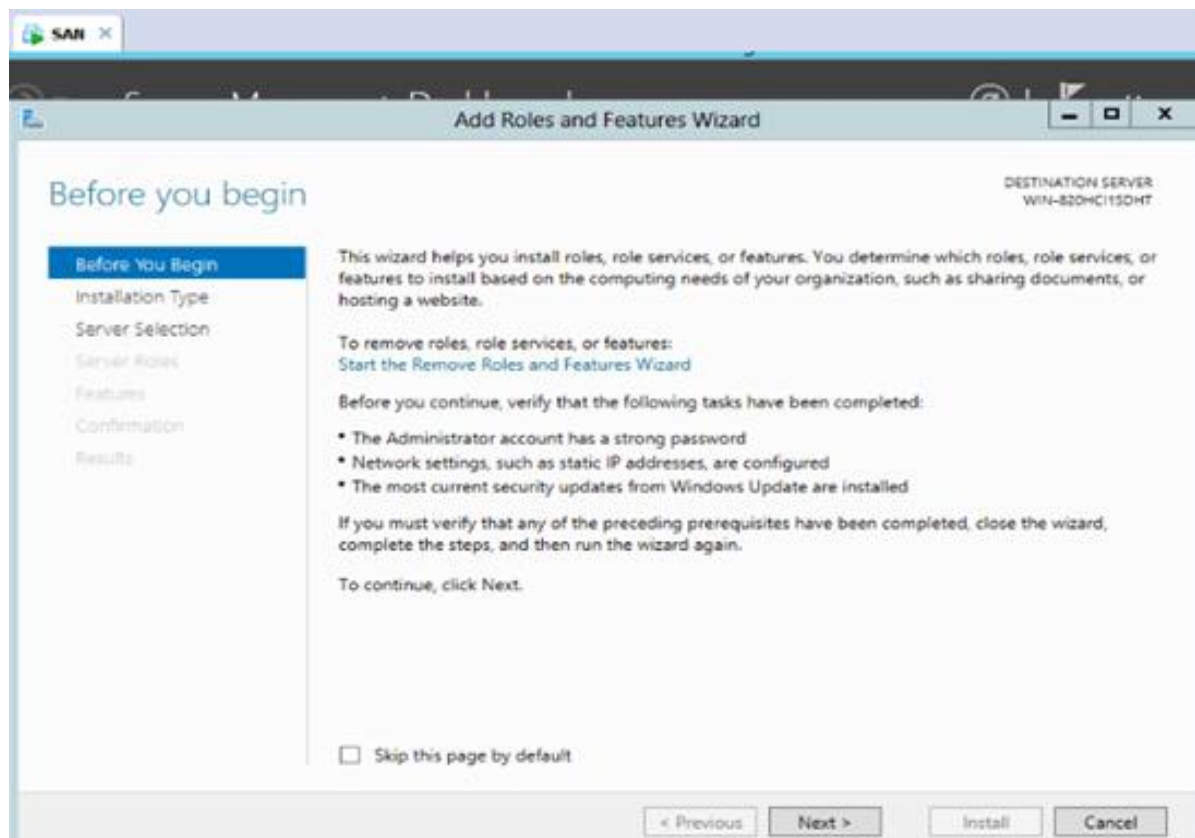 SAN
Add Roles and Features Wizard
Before you begin
DESTINATION SERVER
WIN-820HCI1SDHT
Before You Begin
Installation Type
Server Selection
Server Roles
Features
Confirmation
Results
This wizard helps you install roles, role services, or features. You determine which roles, role services, or
features to install based on the computing needs of your organization, such as sharing documents, or
hosting a website.
To remove roles, role services, or features:
Start the Remove Roles and Features Wizard
Before you continue, verify that the following tasks have been completed:
• The Administrator account has a strong password
• Network settings, such as static IP addresses, are configured
• The most current security updates from Windows Update are installed
If you must verify that any of the preceding prerequisites have been completed, close the wizard,
complete the steps, and then run the wizard again.
To continue, click Next.
Skip this page by default
< Previous
Next >
Install
Cancel